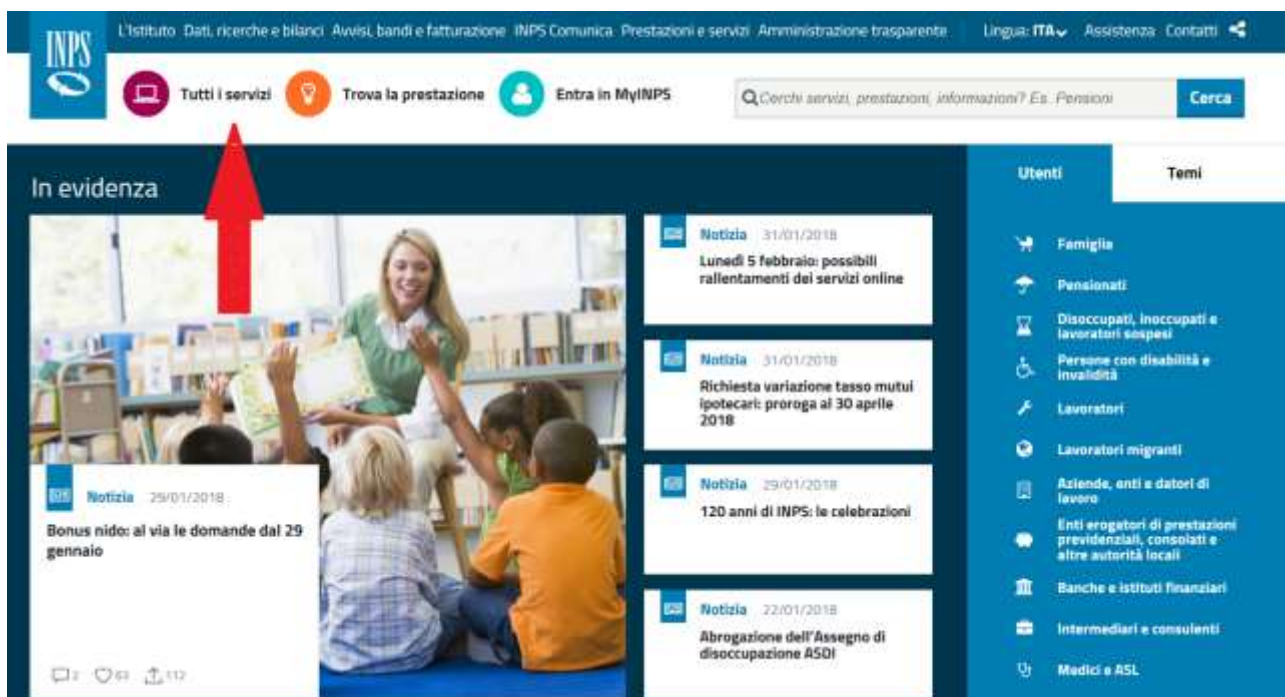 INPS
L'Istituto Dati, ricerche e bilanci Avvisi, bandi e fatturazione INPS Comunica Prestazioni e servizi Amministrazione trasparente Lingua: ITA Assistenza Contatti
Tutti i servizi Trova la prestazione Entra in MyINPS Cerchi servizi, prestazioni, informazioni? Es. Pensioni Cerca
In evidenza
Notizia 29/01/2018
Bonus nido: al via le domande dal 29
gennaio
2 63 112
Notizia 31/01/2018
Lunedì 5 febbraio: possibili
rallentamenti dei servizi online
Notizia 31/01/2018
Richiesta variazione tasso mutui
ipotecari: proroga al 30 aprile
2018
Notizia 29/01/2018
120 anni di INPS: le celebrazioni
Notizia 22/01/2018
Abrogazione dell'Assegno di
disoccupazione ASDI
Utenti Temi
Famiglia
Pensionati
Disoccupati, inoccupati e
lavoratori sospesi
Persone con disabilità e
invalidità
Lavoratori
Lavoratori migranti
Aziende, enti e datori di
lavoro
Enti erogatori di prestazioni
previdenziali, consolati e
altre autorità locali
Banche e istituti finanziari
Intermediari e consulenti
Medici e ASL